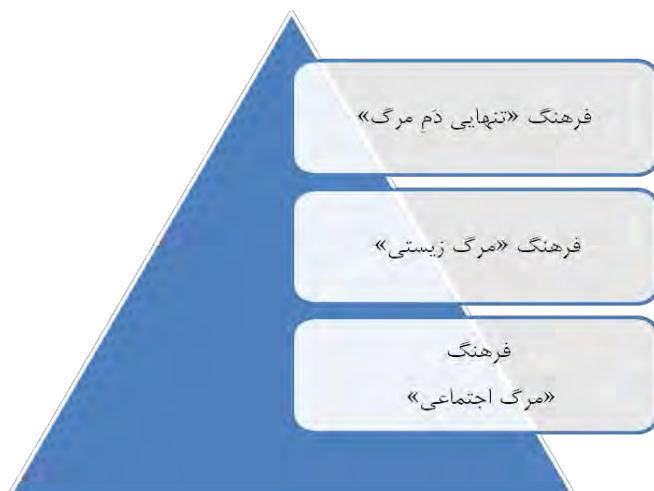 فرهنگ «تنهایی دَمِ مرگ»
فرهنگ «مرگ زیستی»
فرهنگ
«مرگ اجتماعی»